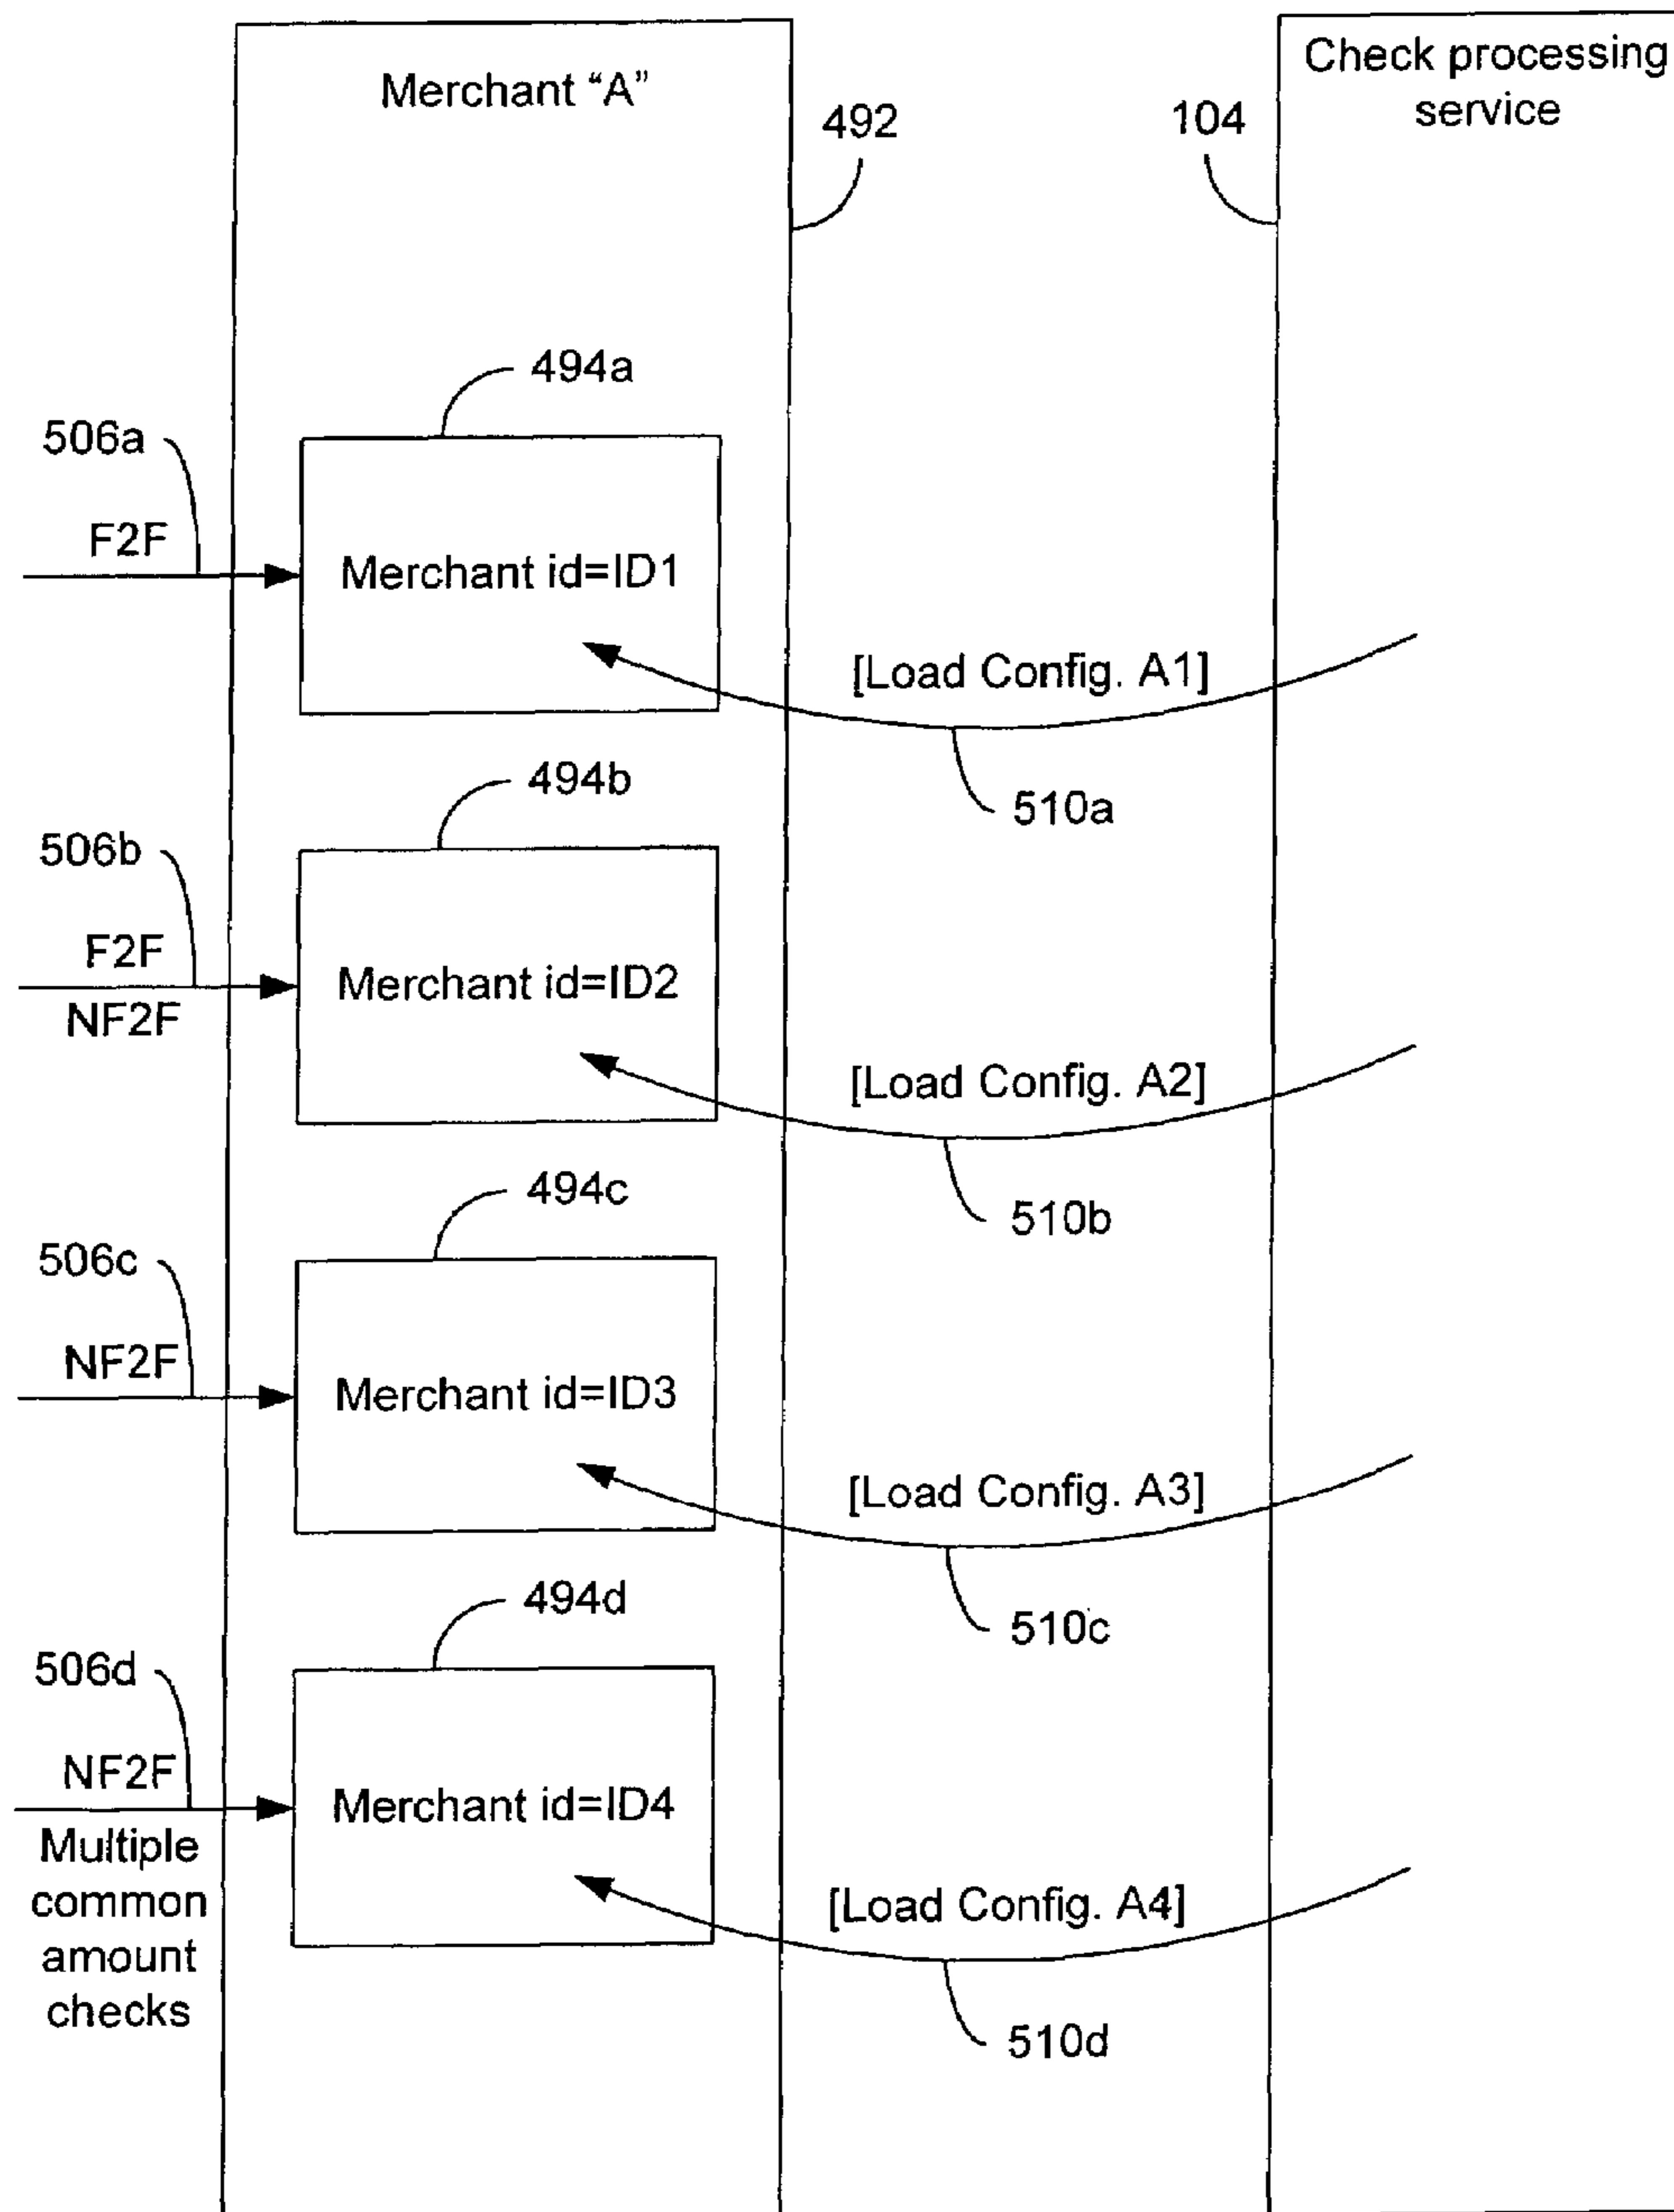 Merchant “A”
Check processing
service
492
104
494a
506a
F2F
Merchant id=ID1
[Load Config. A1]
510a
494b
506b
F2F
NF2F
Merchant id=ID2
[Load Config. A2]
510b
494c
506c
NF2F
Merchant id=ID3
[Load Config. A3]
510c
494d
506d
NF2F
Multiple
common
amount
checks
Merchant id=ID4
[Load Config. A4]
510d